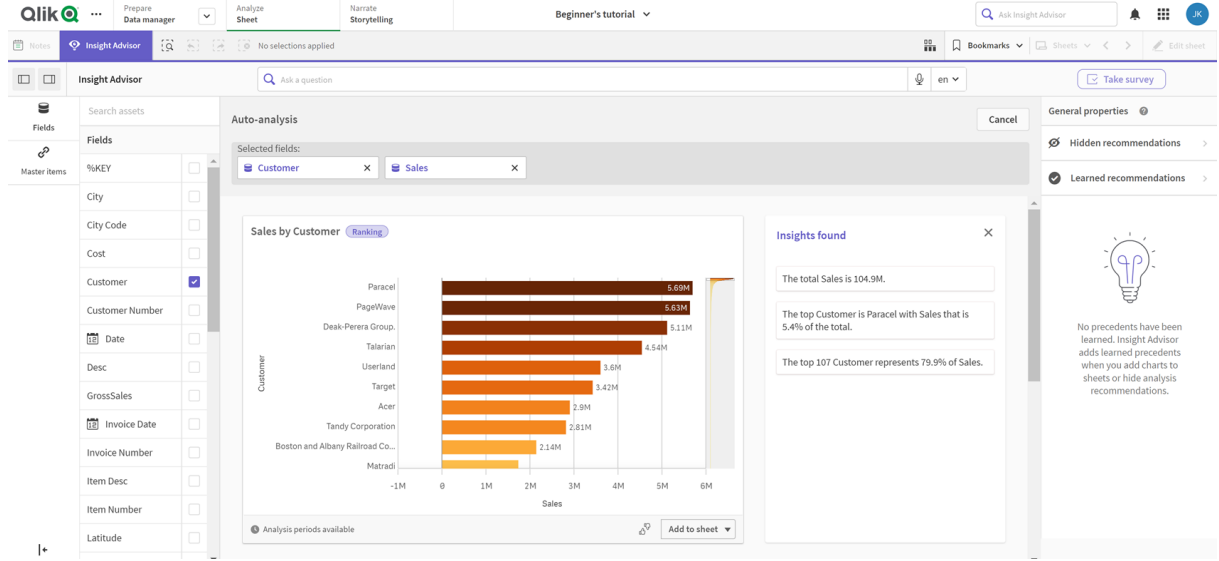 Qlik
Prepare
Data manager
Analyze
Sheet
Narrate
Storytelling
Beginner's tutorial
Ask Insight Advisor
JK
Notes
Insight Advisor
No selections applied
Bookmarks
Sheets
Edit sheet
Insight Advisor
Ask a question
en
Take survey
Fields
Master items
Search assets
Fields
%KEY
City
City Code
Cost
Customer
Customer Number
Date
Desc
GrossSales
Invoice Date
Invoice Number
Item Desc
Item Number
Latitude
Auto-analysis
Cancel
Selected fields:
Customer
Sales
Sales by Customer
Ranking
Customer
Paracel
5.69M
PageWave
5.63M
Deak-Perera Group.
5.11M
Talarian
4.54M
Userland
3.6M
Target
3.42M
Acer
2.9M
Tandy Corporation
2.81M
Boston and Albany Railroad Co...
2.14M
Matradi
-1M 0 1M 2M 3M 4M 5M 6M
Sales
Analysis periods available
Add to sheet
Insights found
The total Sales is 104.9M.
The top Customer is Paracel with Sales that is
5.4% of the total.
The top 107 Customer represents 79.9% of Sales.
General properties
Hidden recommendations
Learned recommendations
No precedents have been
learned. Insight Advisor
adds learned precedents
when you add charts to
sheets or hide analysis
recommendations.